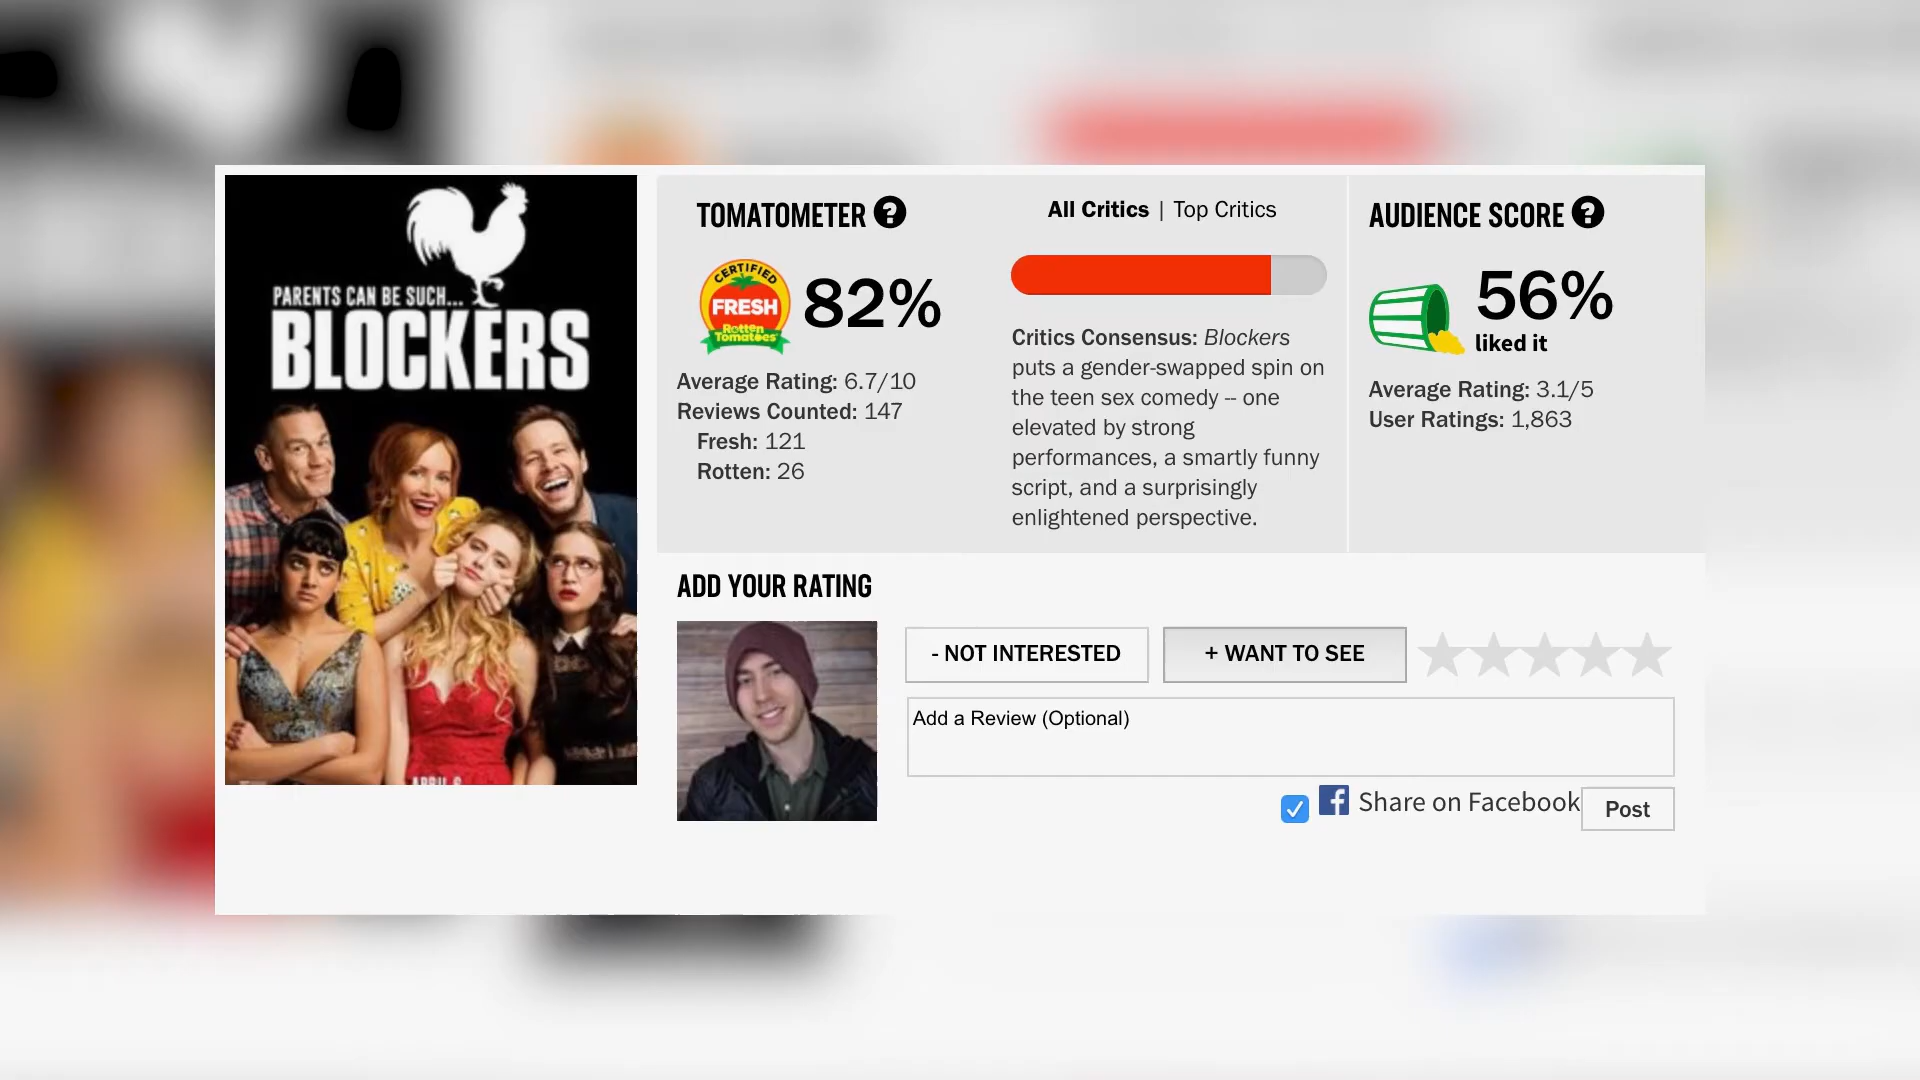 PARENTS CAN BE SUCH...
BLOCKERS
TOMATOMETER ?
CERTIFIED
FRESH
Rotten
Tomatoes
82%
Average Rating: 6.7/10
Reviews Counted: 147
Fresh: 121
Rotten: 26
All Critics | Top Critics
Critics Consensus: Blockers
puts a gender-swapped spin on
the teen sex comedy -- one
elevated by strong
performances, a smartly funny
script, and a surprisingly
enlightened perspective.
AUDIENCE SCORE ?
56%
liked it
Average Rating: 3.1/5
User Ratings: 1,863
ADD YOUR RATING
- NOT INTERESTED
+ WANT TO SEE
Add a Review (Optional)
f Share on Facebook
Post